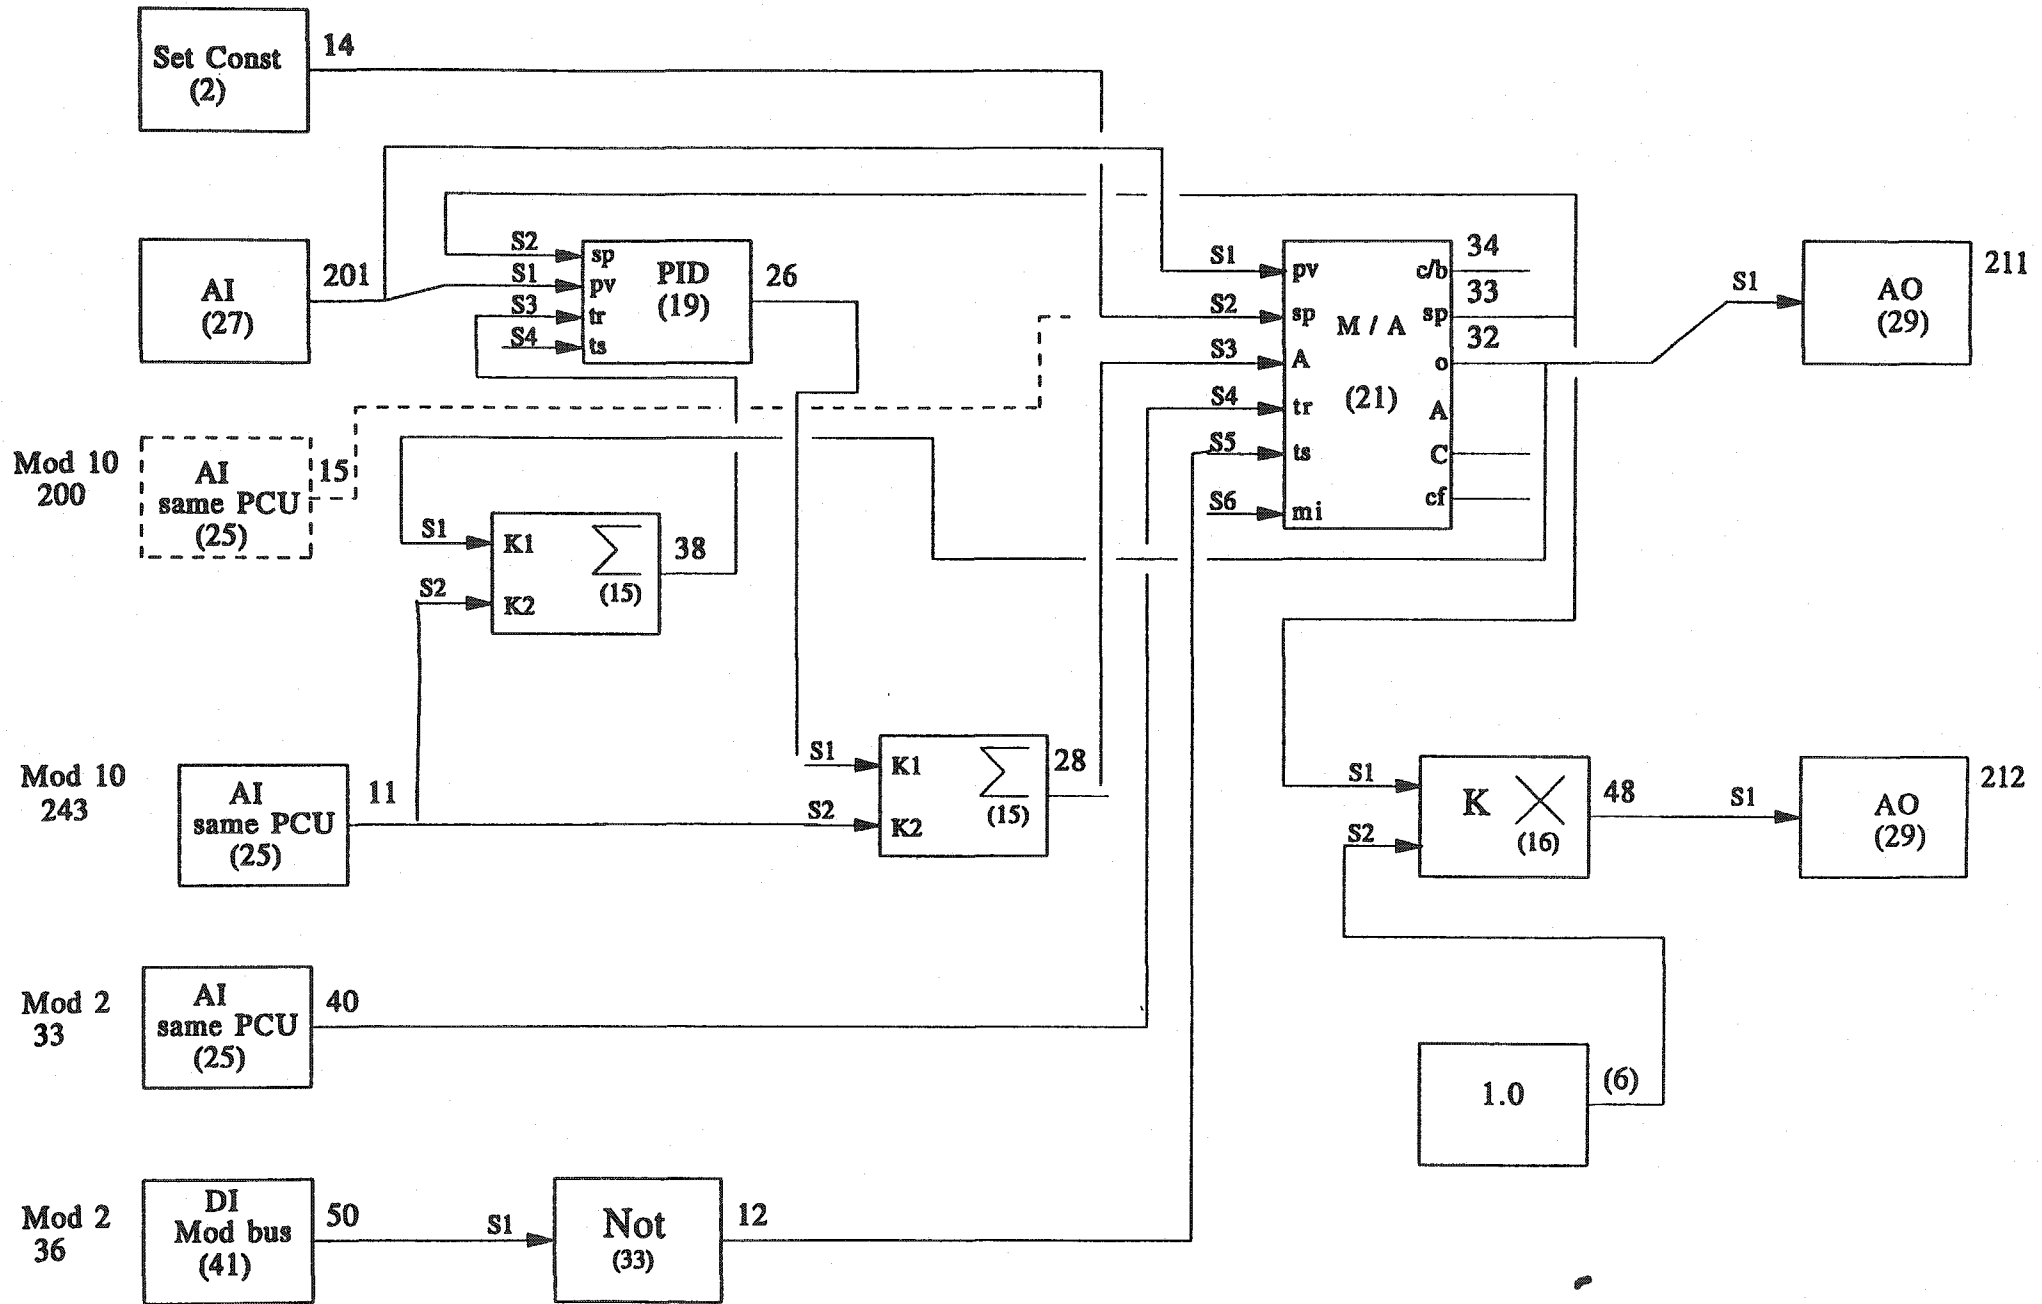 Set Const
(2)
14
AI
(27)
201
S2
S1
S3
S4
sp
pv
tr
ts
PID
(19)
26
S1
S2
S3
S4
S5
S6
pv
sp
A
tr
ts
mi
M / A
(21)
c/b
sp
o
A
C
cf
34
33
32
S1
AO
(29)
211
Mod 10
200
AI
same PCU
(25)
15
S1
S2
K1
K2
(15)
38
Mod 10
243
AI
same PCU
(25)
11
S1
S2
K1
K2
(15)
28
S1
S2
K
(16)
48
S1
AO
(29)
212
Mod 2
33
AI
same PCU
(25)
40
1.0
(6)
Mod 2
36
DI
Mod bus
(41)
50
S1
Not
(33)
12